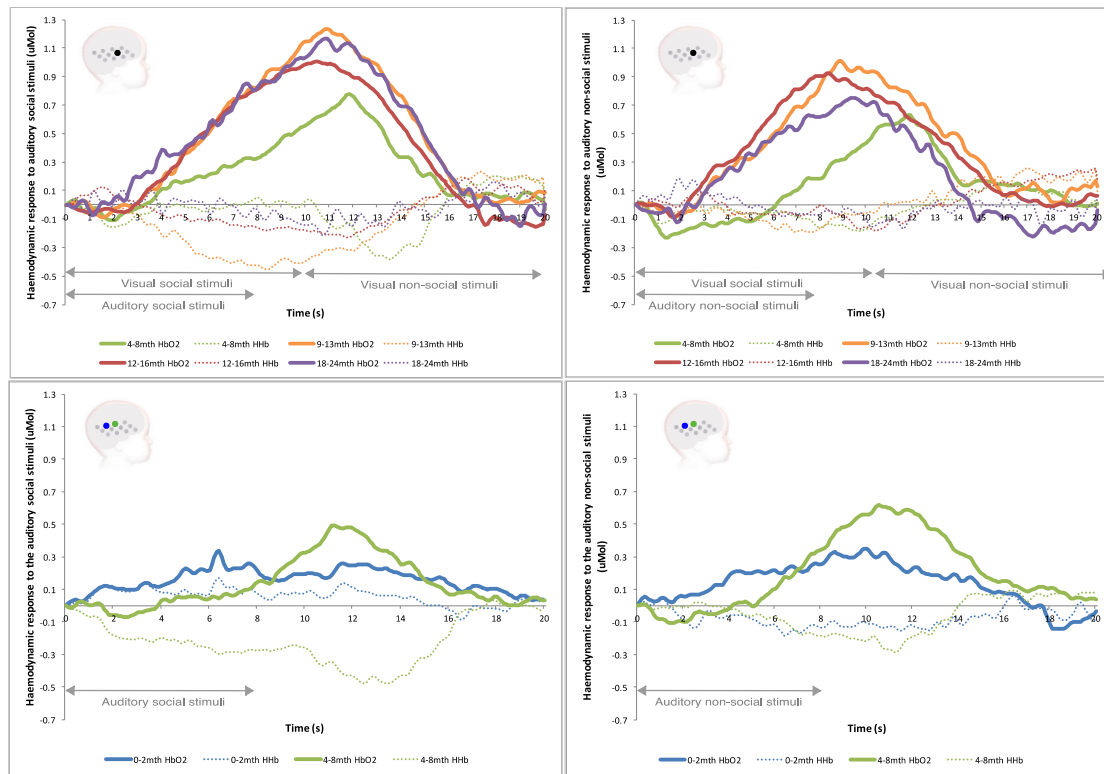 Haemodynamic response to auditory social stimuli (uMol)
1.3
1.1
0.9
0.7
0.5
0.3
0.1
-0.1
-0.3
-0.5
-0.7
0 2 4 6 8 10 12 14 16 18 20
Visual social stimuli
Visual non-social stimuli
Auditory social stimuli
Time (s)
4-8mth HbO2 4-8mth HHb 9-13mth HbO2 9-13mth HHb
12-16mth HbO2 12-16mth HHb 18-24mth HbO2 18-24mth HHb
Haemodynamic response to auditory non-social stimuli
(uMol)
1.3
1.1
0.9
0.7
0.5
0.3
0.1
-0.1
-0.3
-0.5
-0.7
0 1 2 3 4 5 6 7 8 9 10 11 12 13 14 15 16 17 18 19 20
Visual social stimuli
Visual non-social stimuli
Auditory non-social stimuli
Time (s)
4-8mth HbO2 4-8mth HHb 9-13mth HbO2 9-13mth HHb
12-16mth HbO2 12-16mth HHb 18-24mth HbO2 18-24mth HHb
Haemodynamic response to the auditory social stimuli (uMol)
1.3
1.1
0.9
0.7
0.5
0.3
0.1
-0.1
-0.3
-0.5
-0.7
0 2 4 6 8 10 12 14 16 18 20
Auditory social stimuli
Time (s)
0-2mth HbO2 0-2mth HHb 4-8mth HbO2 4-8mth HHb
Haemodynamic response to the auditory non-social stimuli
(uMol)
1.3
1.1
0.9
0.7
0.5
0.3
0.1
-0.1
-0.3
-0.5
-0.7
0 2 4 6 8 10 12 14 16 18 20
Auditory non-social stimuli
Time (s)
0-2mth HbO2 0-2mth HHb 4-8mth HbO2 4-8mth HHb